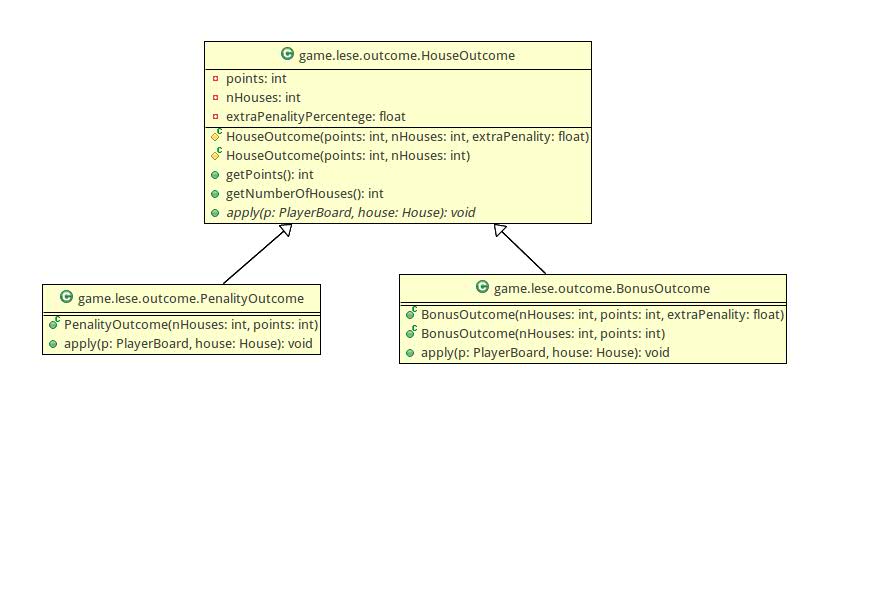 game.lese.outcome.HouseOutcome
points: int
nHouses: int
extraPenalityPercentege: float
HouseOutcome(points: int, nHouses: int, extraPenality: float)
HouseOutcome(points: int, nHouses: int)
getPoints(): int
getNumberOfHouses(): int
apply(p: PlayerBoard, house: House): void
game.lese.outcome.PenalityOutcome
PenalityOutcome(nHouses: int, points: int)
apply(p: PlayerBoard, house: House): void
game.lese.outcome.BonusOutcome
BonusOutcome(nHouses: int, points: int, extraPenality: float)
BonusOutcome(nHouses: int, points: int)
apply(p: PlayerBoard, house: House): void